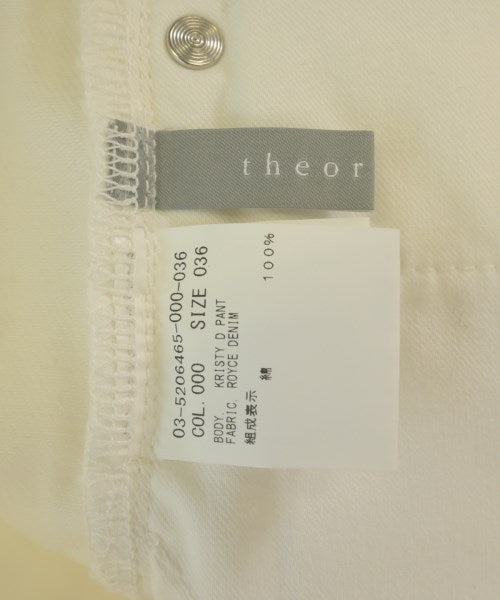 theor
03-5206465-000-036
COL. 000 SIZE 036
BODY. KRISTY D PANT
FABRIC. ROYCE DENIM
組成表示 綿 100%